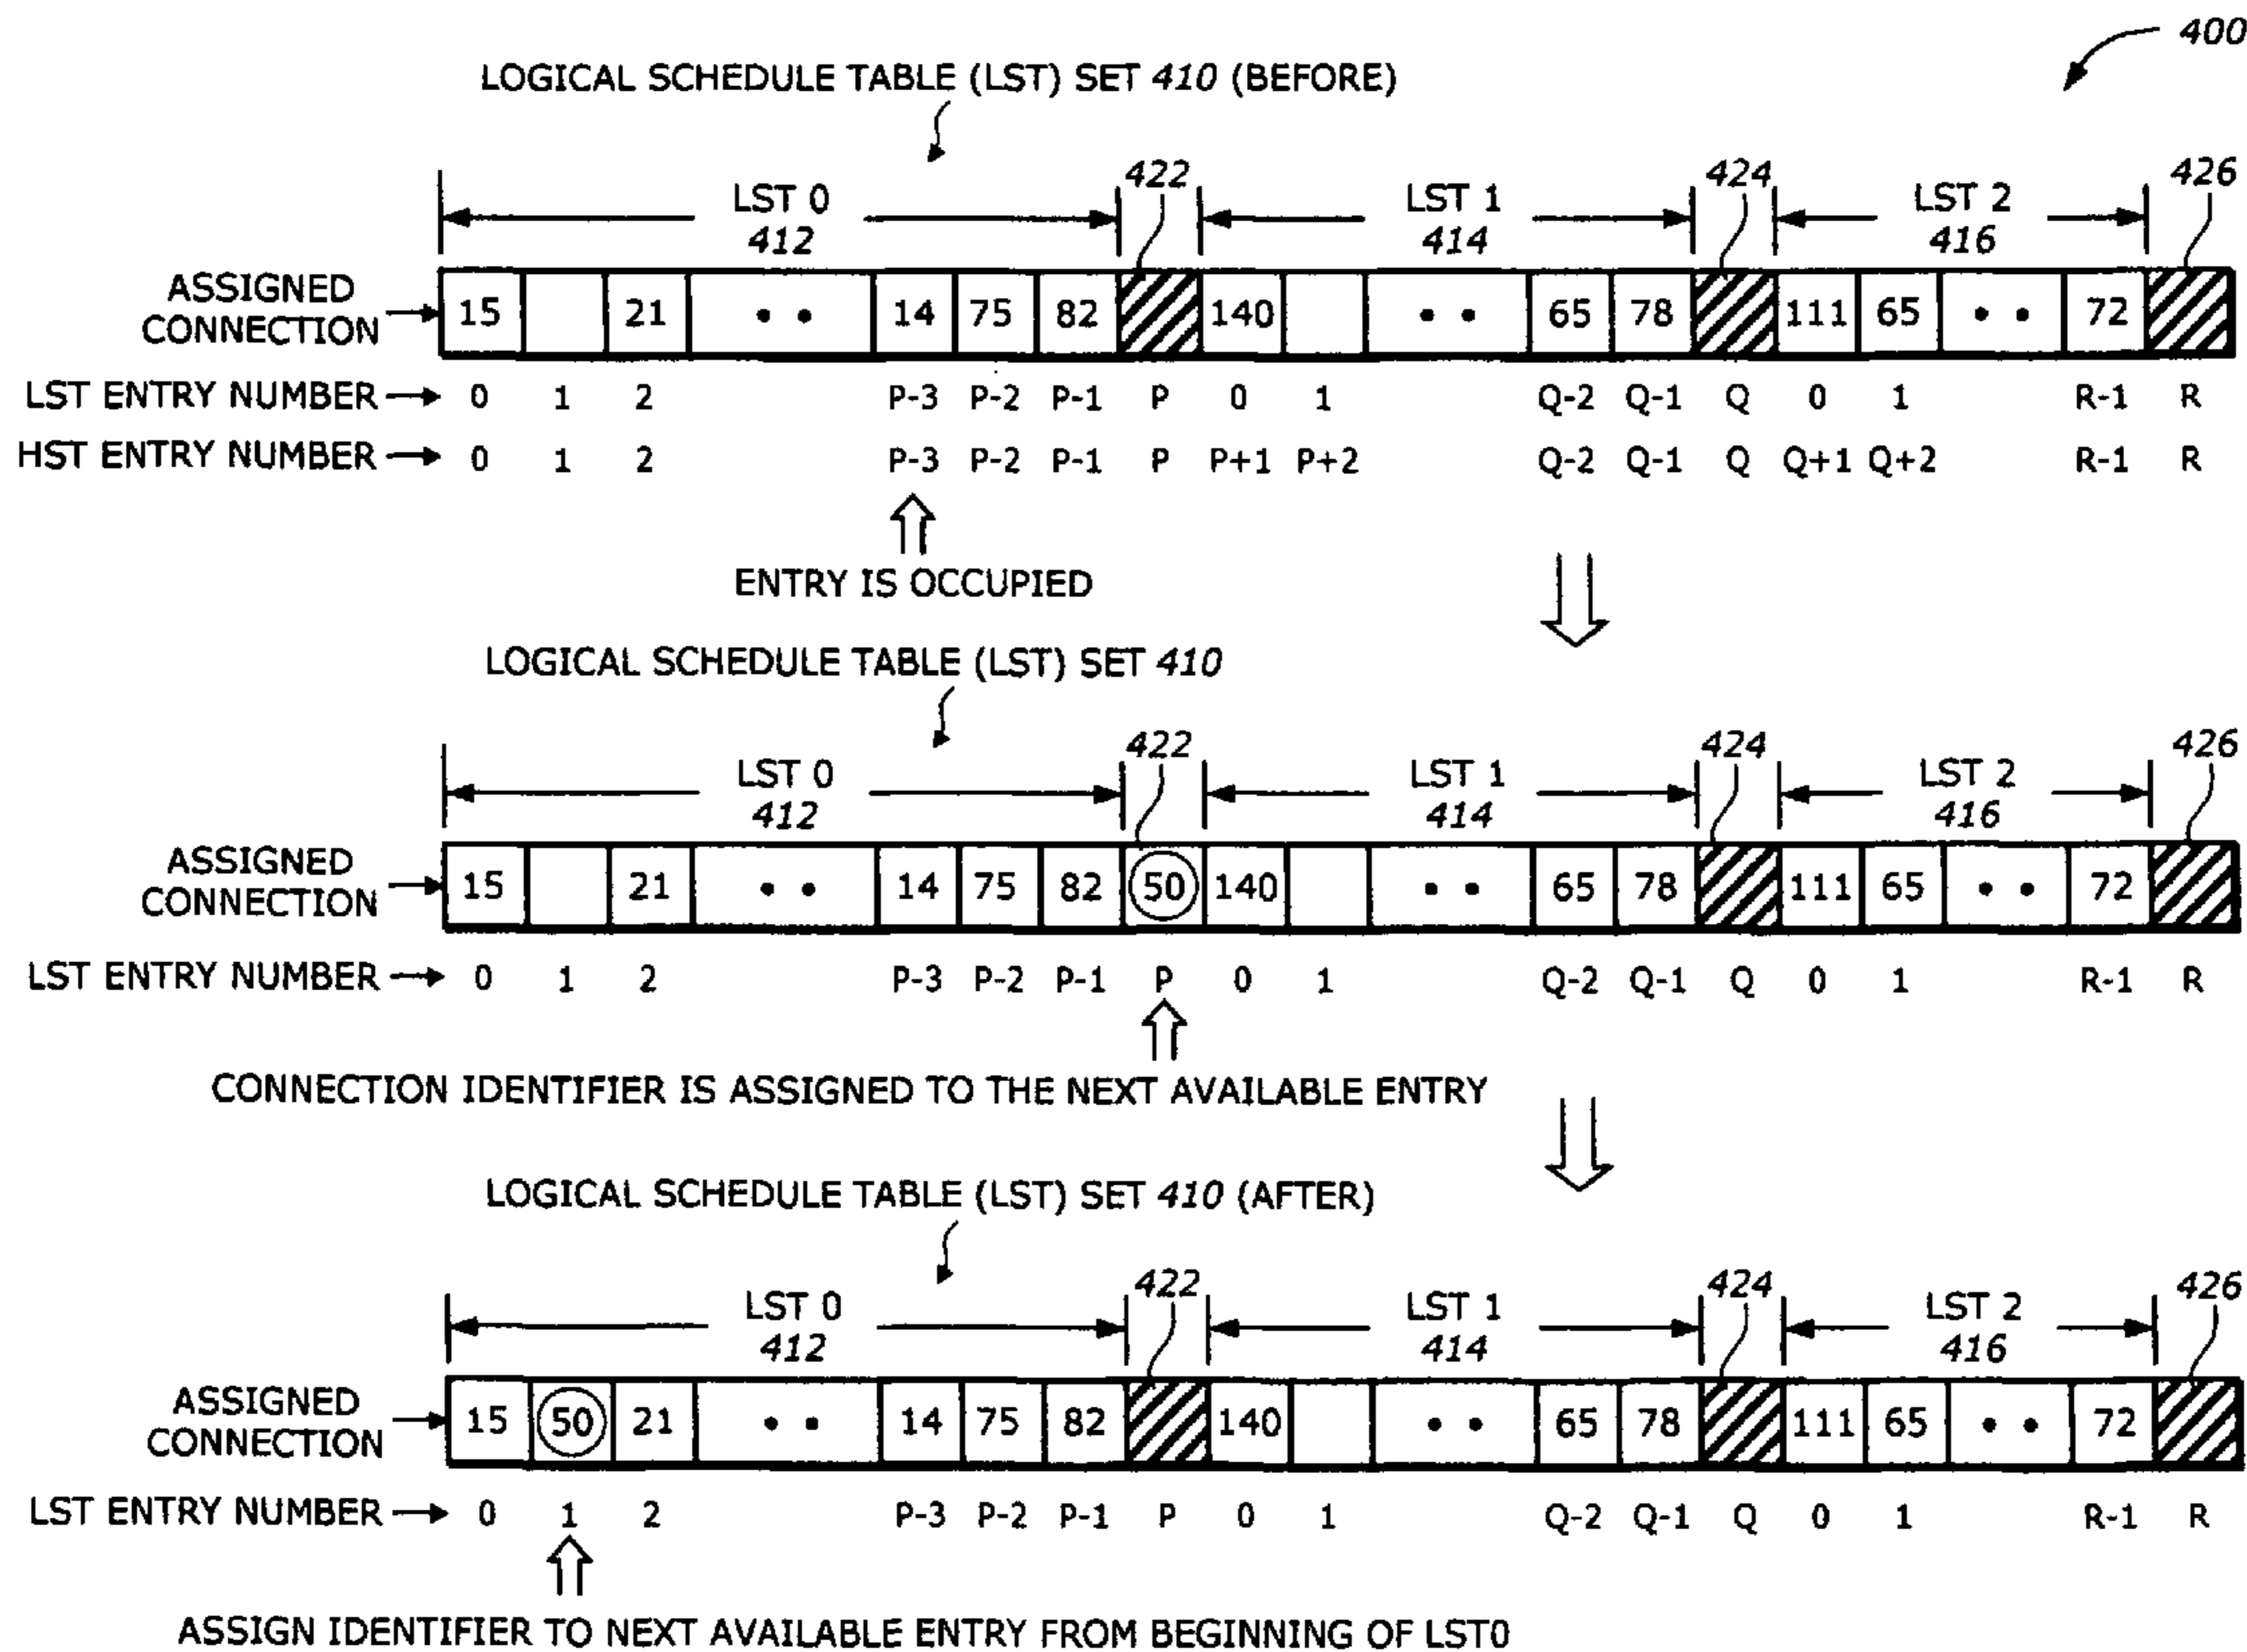 400
LOGICAL SCHEDULE TABLE (LST) SET 410 (BEFORE)
422 424 426
LST 0 LST 1 LST 2
412 414 416
ASSIGNED
CONNECTION
15 21 • • 14 75 82 140 • • 65 78 111 65 • • 72
LST ENTRY NUMBER 0 1 2 P-3 P-2 P-1 P 0 1 Q-2 Q-1 Q 0 1 R-1 R
HST ENTRY NUMBER 0 1 2 P-3 P-2 P-1 P P+1 P+2 Q-2 Q-1 Q Q+1 Q+2 R-1 R
ENTRY IS OCCUPIED
LOGICAL SCHEDULE TABLE (LST) SET 410
422 424 426
LST 0 LST 1 LST 2
412 414 416
ASSIGNED
CONNECTION
15 21 • • 14 75 82 50 140 • • 65 78 111 65 • • 72
LST ENTRY NUMBER 0 1 2 P-3 P-2 P-1 P 0 1 Q-2 Q-1 Q 0 1 R-1 R
CONNECTION IDENTIFIER IS ASSIGNED TO THE NEXT AVAILABLE ENTRY
LOGICAL SCHEDULE TABLE (LST) SET 410 (AFTER)
422 424 426
LST 0 LST 1 LST 2
412 414 416
ASSIGNED
CONNECTION
15 50 21 • • 14 75 82 140 • • 65 78 111 65 • • 72
LST ENTRY NUMBER 0 1 2 P-3 P-2 P-1 P 0 1 Q-2 Q-1 Q 0 1 R-1 R
ASSIGN IDENTIFIER TO NEXT AVAILABLE ENTRY FROM BEGINNING OF LST0